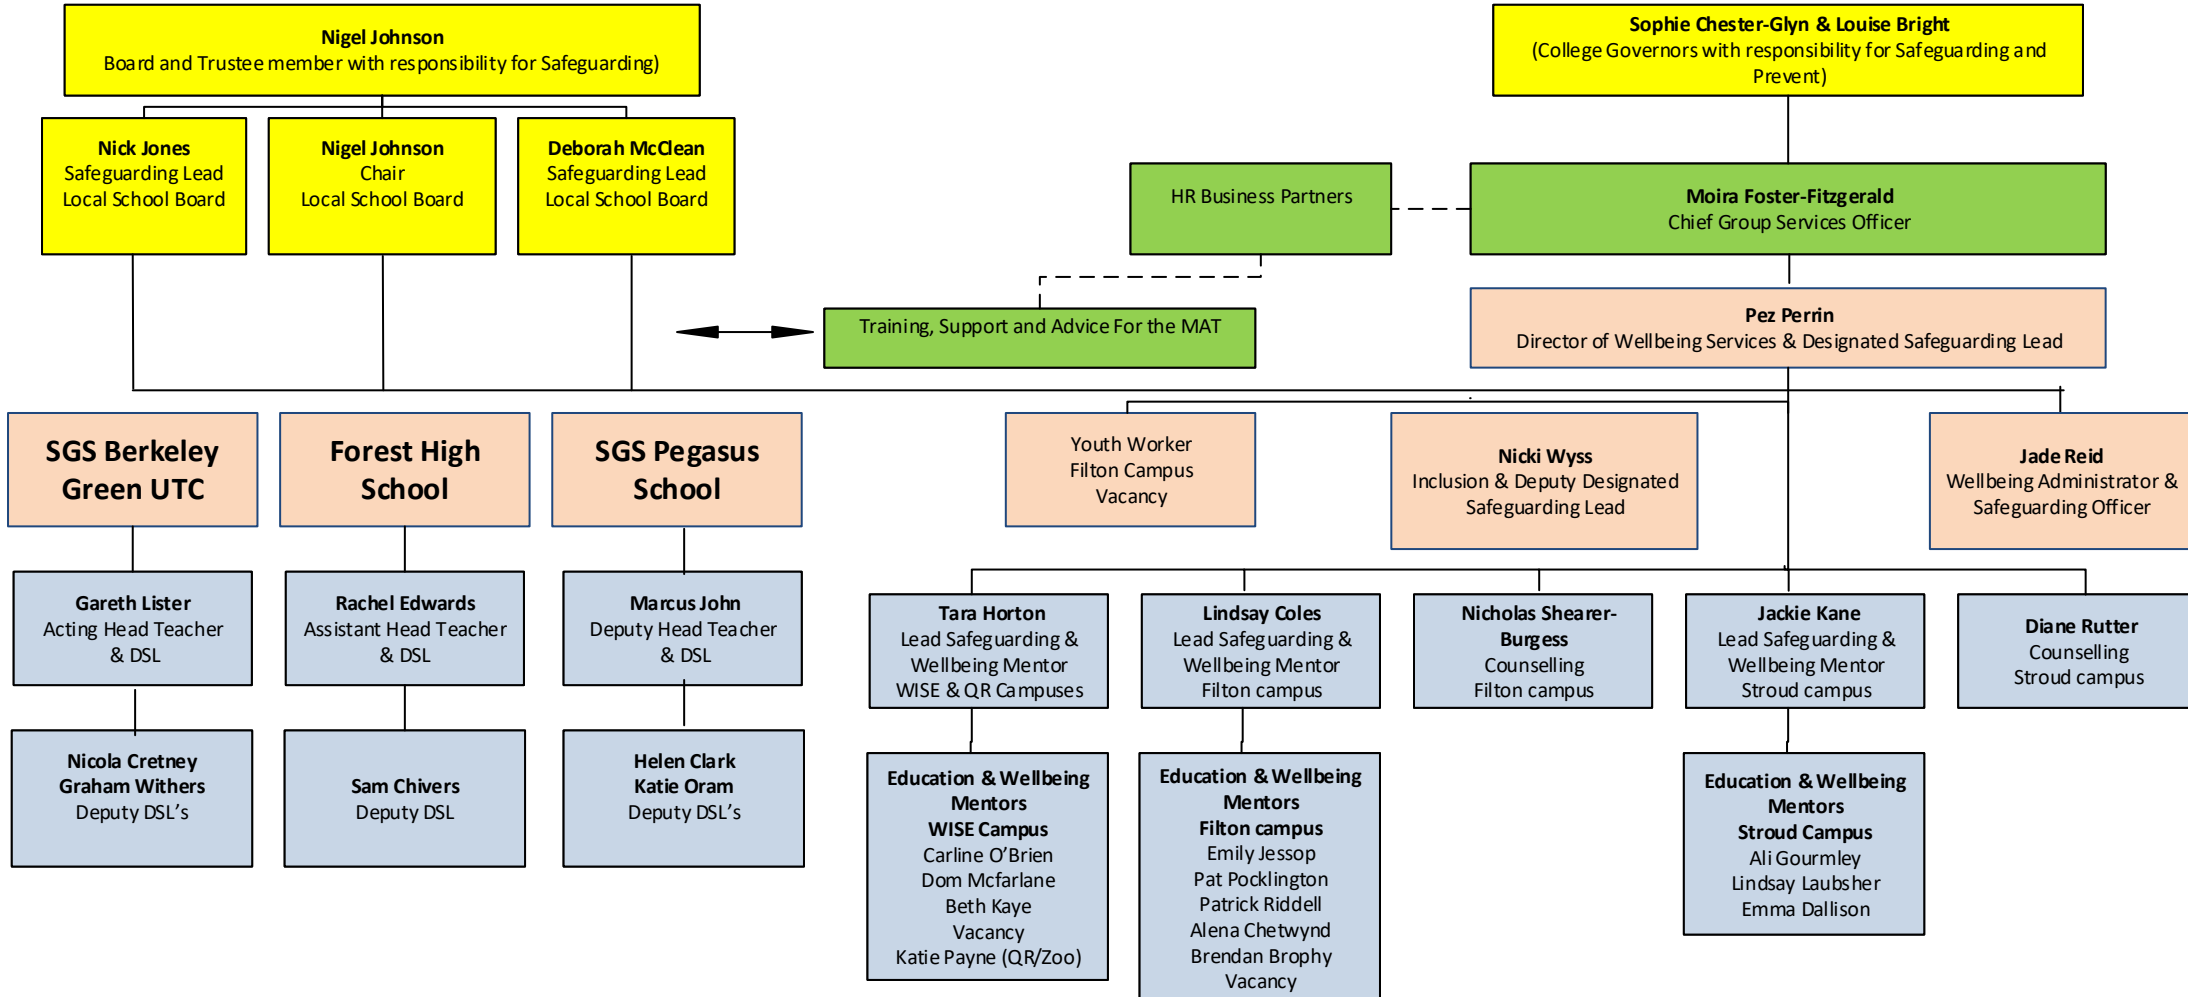 Nigel Johnson
Board and Trustee member with responsibility for Safeguarding)
Sophie Chester-Glyn & Louise Bright
(College Governors with responsibility for Safeguarding and
Prevent)
Nick Jones
Safeguarding Lead
Local School Board
Nigel Johnson
Chair
Local School Board
Deborah McClean
Safeguarding Lead
Local School Board
HR Business Partners
Moira Foster-Fitzgerald
Chief Group Services Officer
Training, Support and Advice For the MAT
Pez Perrin
Director of Wellbeing Services & Designated Safeguarding Lead
SGS Berkeley
Green UTC
Forest High
School
SGS Pegasus
School
Youth Worker
Filton Campus
Vacancy
Nicki Wyss
Inclusion & Deputy Designated
Safeguarding Lead
Jade Reid
Wellbeing Administrator &
Safeguarding Officer
Gareth Lister
Acting Head Teacher
& DSL
Rachel Edwards
Assistant Head Teacher
& DSL
Marcus John
Deputy Head Teacher
& DSL
Tara Horton
Lead Safeguarding &
Wellbeing Mentor
WISE & QR Campuses
Lindsay Coles
Lead Safeguarding &
Wellbeing Mentor
Filton campus
Nicholas Shearer-
Burgess
Counselling
Filton campus
Jackie Kane
Lead Safeguarding &
Wellbeing Mentor
Stroud campus
Diane Rutter
Counselling
Stroud campus
Nicola Cretney
Graham Withers
Deputy DSL’s
Sam Chivers
Deputy DSL
Helen Clark
Katie Oram
Deputy DSL’s
Education & Wellbeing
Mentors
WISE Campus
Carline O’Brien
Dom Mcfarlane
Beth Kaye
Vacancy
Katie Payne (QR/Zoo)
Education & Wellbeing
Mentors
Filton campus
Emily Jessop
Pat Pocklington
Patrick Riddell
Alena Chetwynd
Brendan Brophy
Vacancy
Education & Wellbeing
Mentors
Stroud Campus
Ali Gourmley
Lindsay Laubsher
Emma Dallison